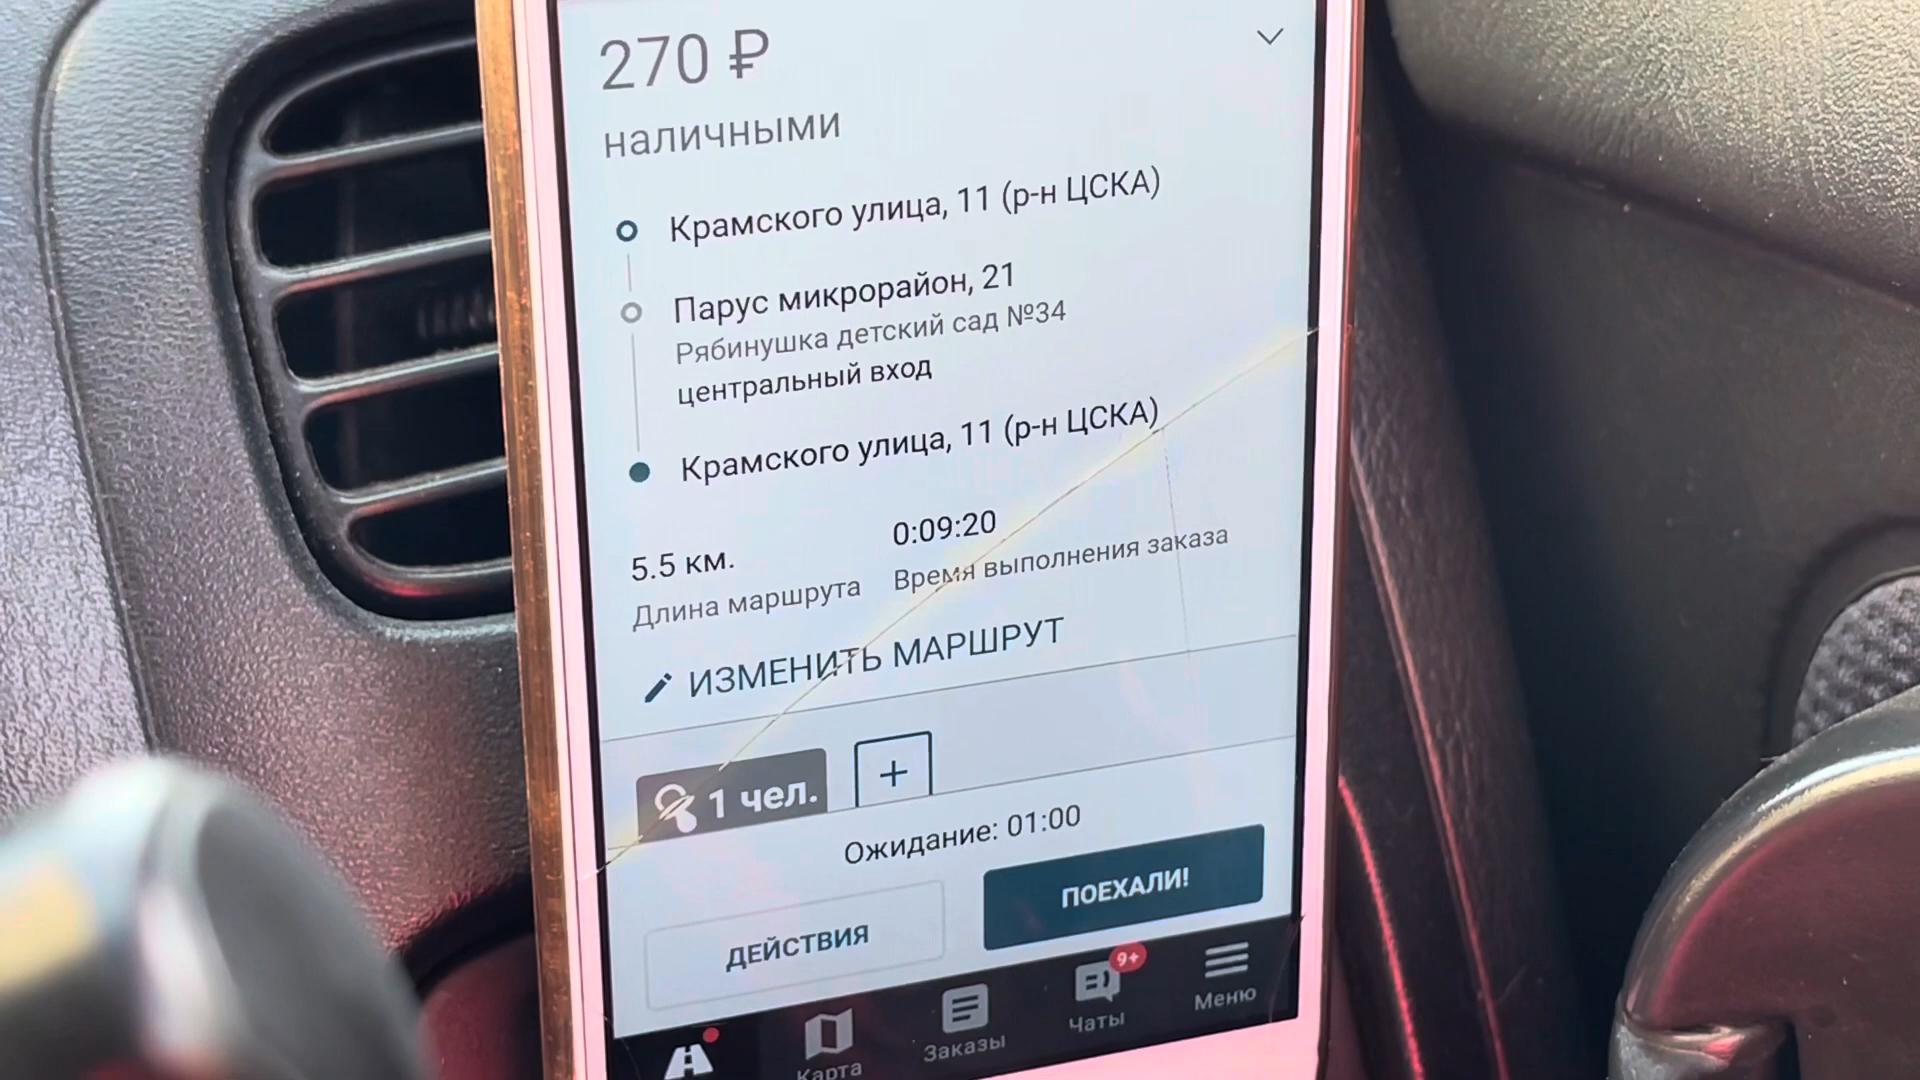 270 ₽
наличными
Крамского улица, 11 (р-н ЦСКА)
Парус микрорайон, 21
Рябинушка детский сад №34
центральный вход
Крамского улица, 11 (р-н ЦСКА)
5.5 км.
0:09:20
Длина маршрута
Время выполнения заказа
ИЗМЕНИТЬ МАРШРУТ
1 чел.
+
Ожидание: 01:00
ДЕЙСТВИЯ
ПОЕХАЛИ!
9+
Карта
Заказы
Чаты
Меню